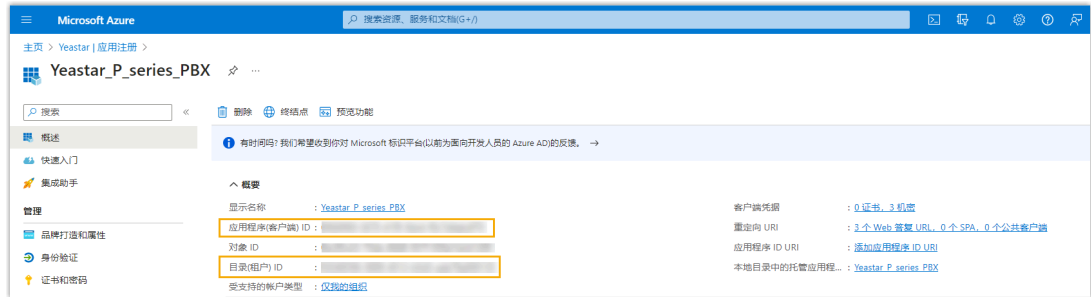 Microsoft Azure
搜索资源、服务和文档(G+/)
主页 > Yeastar | 应用注册 >
Yeastar_P_series_PBX
搜索
删除 终结点 预览功能
概述
快速入门
集成助手
管理
品牌打造和属性
身份验证
证书和密码
有时间吗? 我们希望收到你对 Microsoft 标识平台(以前为面向开发人员的 Azure AD)的反馈。 →
概要
显示名称 : Yeastar P series PBX
应用程序(客户端) ID :
对象 ID :
目录(租户) ID :
受支持的帐户类型 : 仅我的组织
客户端凭据 : 0 证书, 3 机密
重定向 URI : 3 个 Web 答复 URL, 0 个 SPA, 0 个公共客户端
应用程序 ID URI : 添加应用程序 ID URI
本地目录中的托管应用程... : Yeastar P series PBX